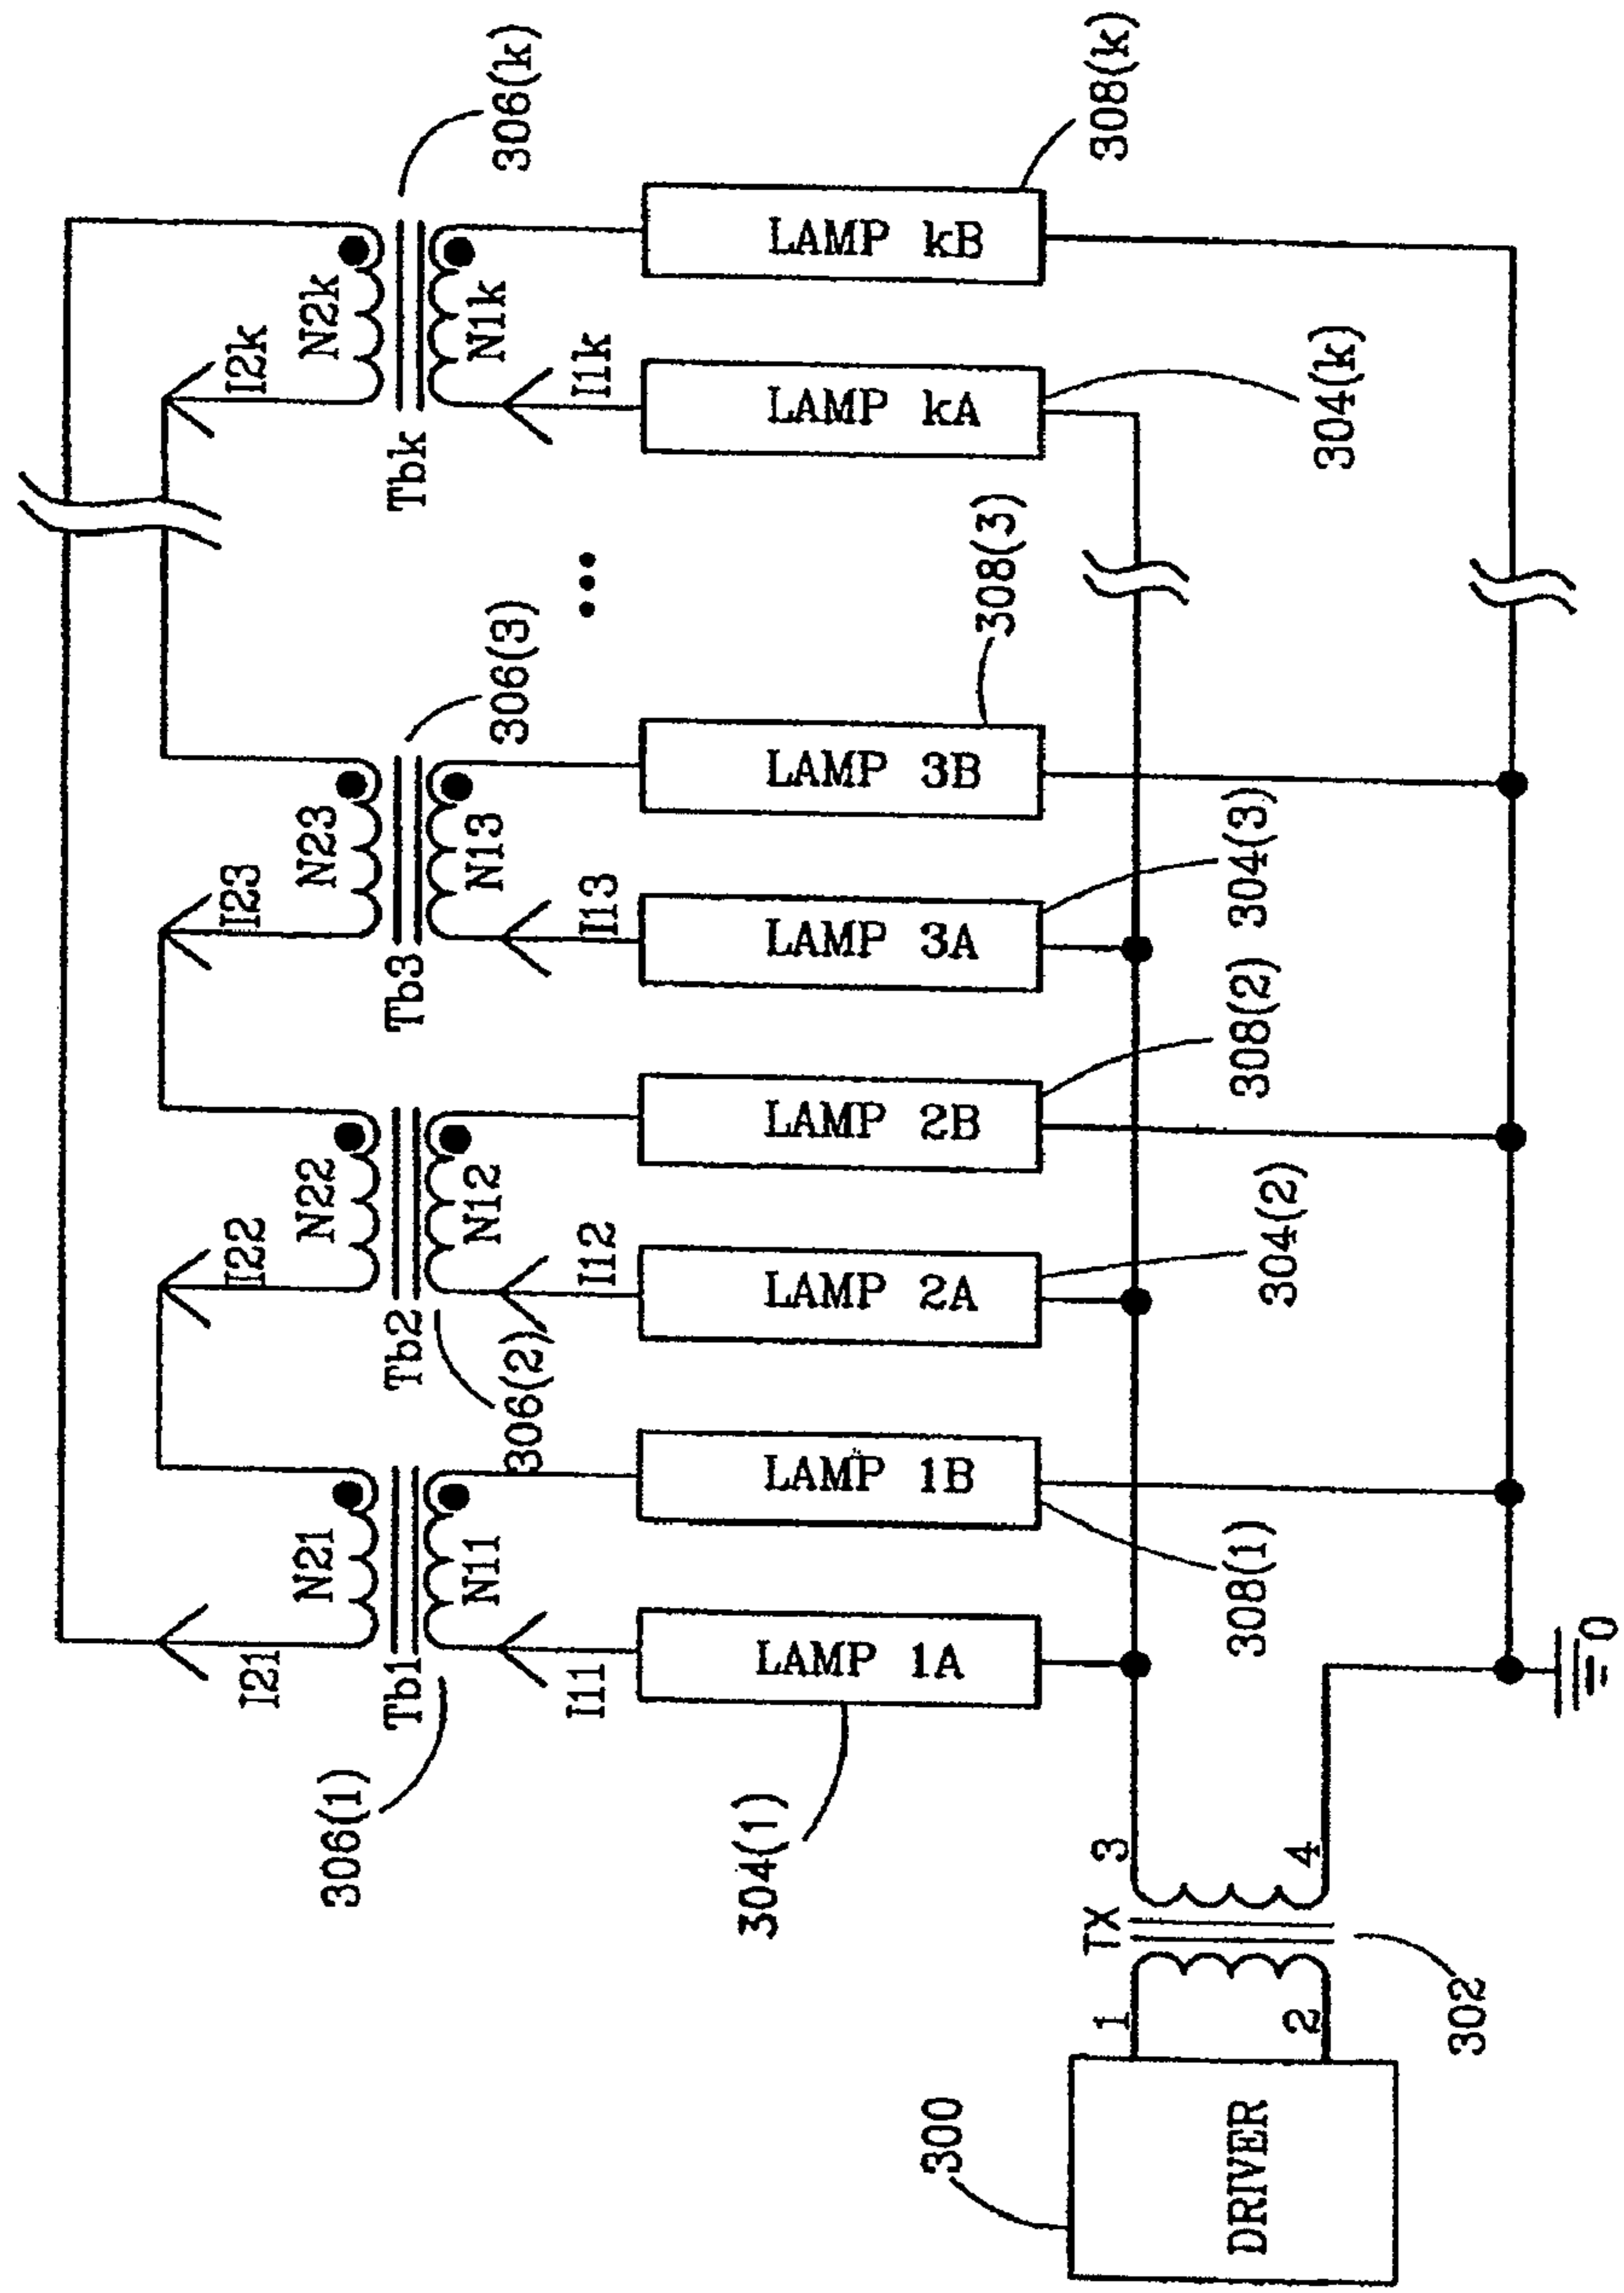 306(k)
308(k)
N2k
I2k
Tbk
N1k
I1k
LAMP kB
LAMP kA
304(k)
...
306(3)
308(3)
N23
I23
Tb3
N13
I13
LAMP 3B
LAMP 3A
304(3)
308(2)
N22
I22
Tb2
N12
I12
306(2)
LAMP 2B
LAMP 2A
304(2)
N21
I21
Tb1
N11
I11
306(1)
LAMP 1B
LAMP 1A
308(1)
304(1)
0
TX
3
4
1
2
302
300
DRIVER